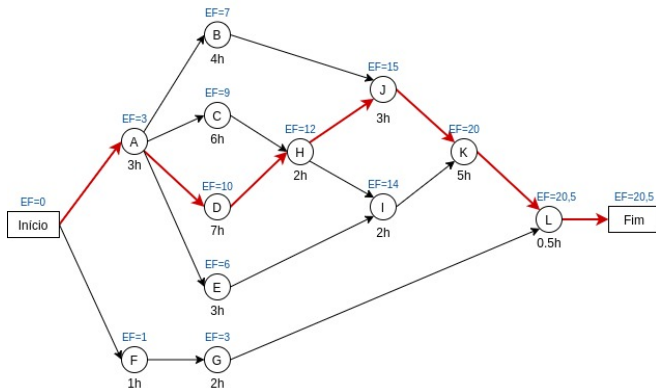 EF=7
B
4h
EF=15
J
3h
EF=9
C
6h
EF=3
A
3h
EF=12
H
2h
EF=20
K
5h
EF=10
D
7h
EF=14
I
2h
EF=0
Início
EF=20,5
L
0.5h
EF=20,5
Fim
EF=6
E
3h
EF=1
F
1h
EF=3
G
2h